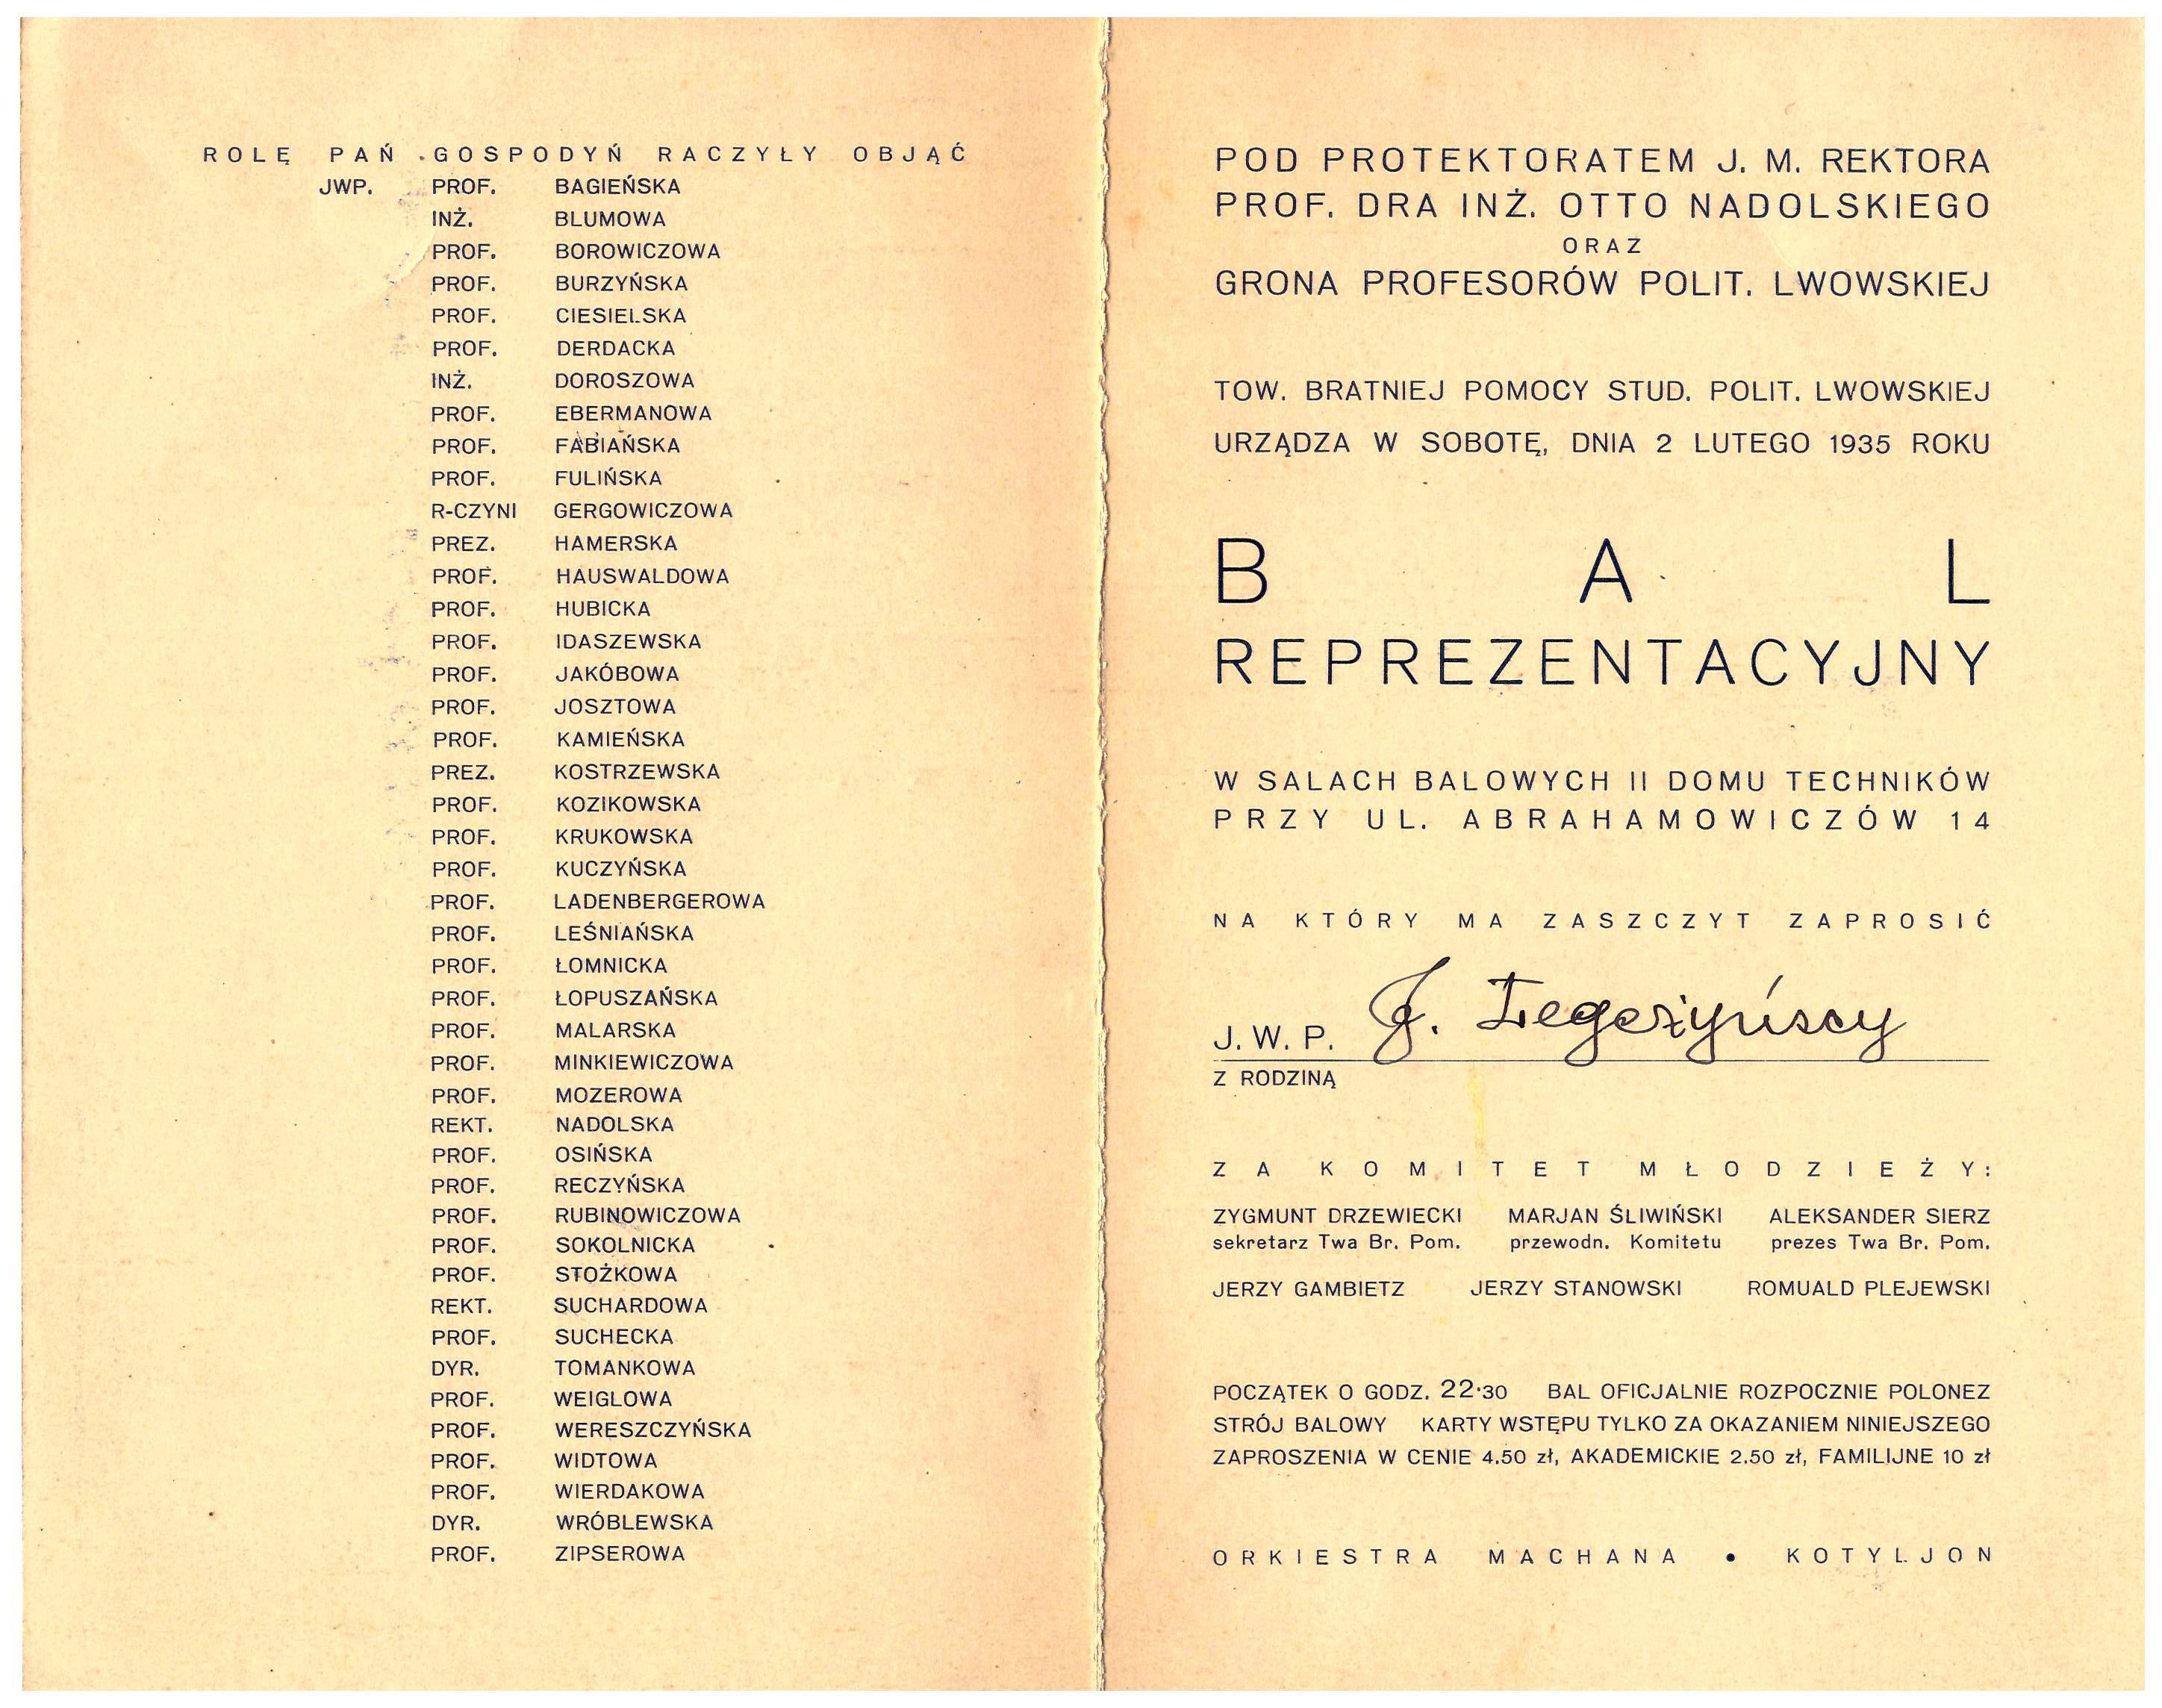 ROLĘ PAŃ GOSPODYŃ RACZYŁY OBJĄĆ
JWP. PROF. BAGIEŃSKA
INŻ. BLUMOWA
PROF. BOROWICZOWA
PROF. BURZYŃSKA
PROF. CIESIELSKA
PROF. DERDACKA
INŻ. DOROSZOWA
PROF. EBERMANOWA
PROF. FABIAŃSKA
PROF. FULIŃSKA
R-CZYNI GERGOWICZOWA
PREZ. HAMERSKA
PROF. HAUSWALDOWA
PROF. HUBICKA
PROF. IDASZEWSKA
PROF. JAKÓBOWA
PROF. JOSZTOWA
PROF. KAMIEŃSKA
PREZ. KOSTRZEWSKA
PROF. KOZIKOWSKA
PROF. KRUKOWSKA
PROF. KUCZYŃSKA
PROF. LADENBERGEROWA
PROF. LEŚNIAŃSKA
PROF. ŁOMNICKA
PROF. ŁOPUSZAŃSKA
PROF. MALARSKA
PROF. MINKIEWICZOWA
PROF. MOZEROWA
REKT. NADOLSKA
PROF. OSIŃSKA
PROF. RECZYŃSKA
PROF. RUBINOWICZOWA
PROF. SOKOLNICKA
PROF. STOŻKOWA
REKT. SUCHARDOWA
PROF. SUCHECKA
DYR. TOMANKOWA
PROF. WEIGLOWA
PROF. WERESZCZYŃSKA
PROF. WIDTOWA
PROF. WIERDAKOWA
DYR. WRÓBLEWSKA
PROF. ZIPSEROWA
POD PROTEKTORATEM J. M. REKTORA
PROF. DRA INŻ. OTTO NADOLSKIEGO
ORAZ
GRONA PROFESORÓW POLIT. LWOWSKIEJ
TOW. BRATNIEJ POMOCY STUD. POLIT. LWOWSKIEJ
URZĄDZA W SOBOTĘ, DNIA 2 LUTEGO 1935 ROKU
BAL
REPREZENTACYJNY
W SALACH BALOWYCH II DOMU TECHNIKÓW
PRZY UL. ABRAHAMOWICZÓW 14
NA KTÓRY MA ZASZCZYT ZAPROSIĆ
J. W. P. J. Łegeżyńscy
Z RODZINĄ
ZA KOMITET MŁODZIEŻY:
ZYGMUNT DRZEWIECKI MARJAN ŚLIWIŃSKI ALEKSANDER SIERZ
sekretarz Twa Br. Pom. przewodn. Komitetu prezes Twa Br. Pom.
JERZY GAMBIETZ JERZY STANOWSKI ROMUALD PLEJEWSKI
POCZĄTEK O GODZ. 22·30 BAL OFICJALNIE ROZPOCZNIE POLONEZ
STRÓJ BALOWY KARTY WSTĘPU TYLKO ZA OKAZANIEM NINIEJSZEGO
ZAPROSZENIA W CENIE 4.50 zł, AKADEMICKIE 2.50 zł, FAMILIJNE 10 zł
ORKIESTRA MACHANA • KOTYLJON